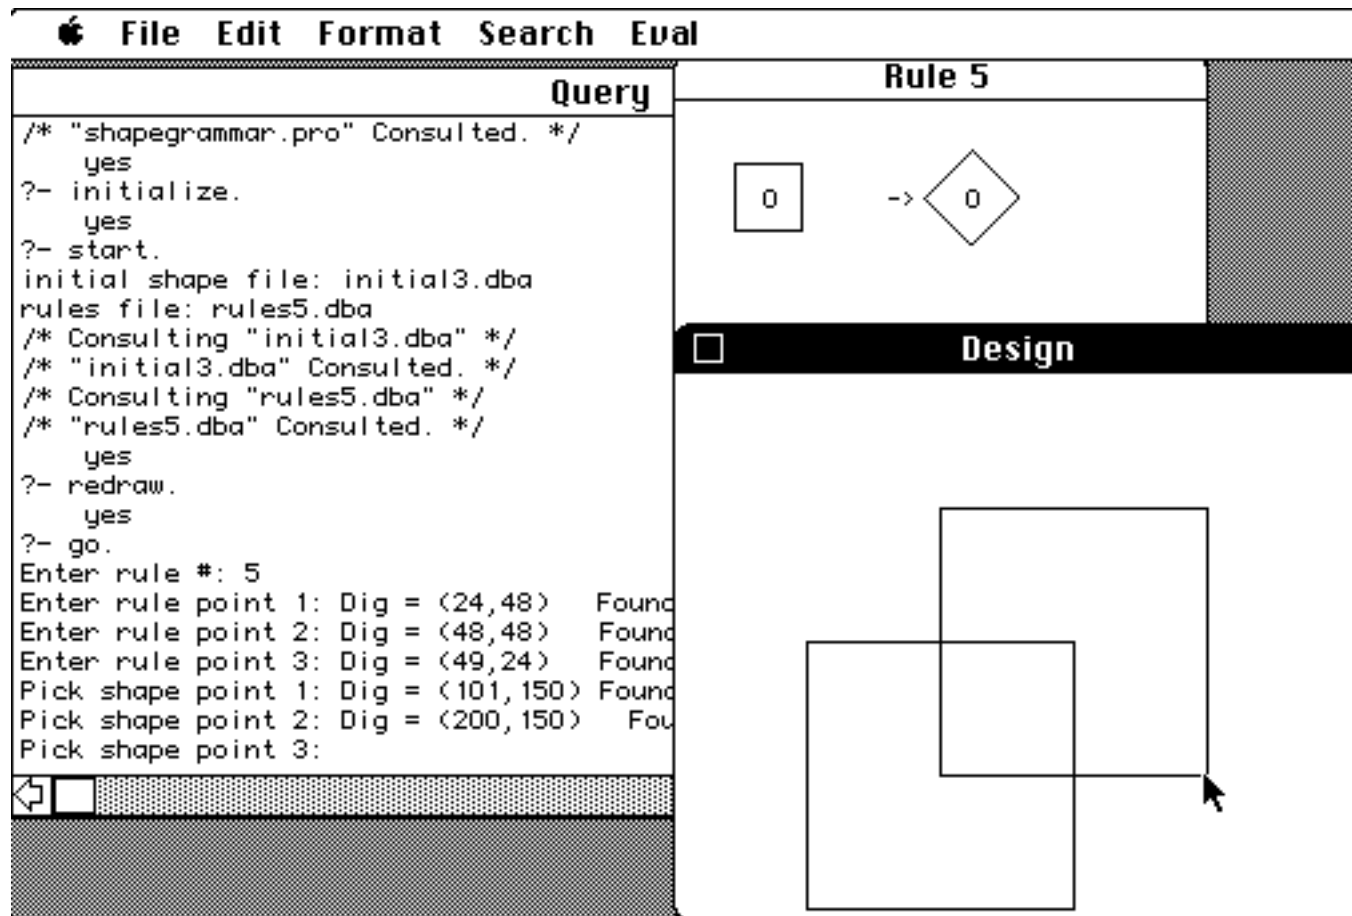 File Edit Format Search Eval
Query
/* "shapegrammar.pro" Consulted. */
yes
?- initialize.
yes
?- start.
initial shape file: initial3.dba
rules file: rules5.dba
/* Consulting "initial3.dba" */
/* "initial3.dba" Consulted. */
/* Consulting "rules5.dba" */
/* "rules5.dba" Consulted. */
yes
?- redraw.
yes
?- go.
Enter rule #: 5
Enter rule point 1: Dig = (24,48) Found
Enter rule point 2: Dig = (48,48) Found
Enter rule point 3: Dig = (49,24) Found
Pick shape point 1: Dig = (101,150) Found
Pick shape point 2: Dig = (200,150) Fou
Pick shape point 3:
Rule 5
0 -> 0
Design